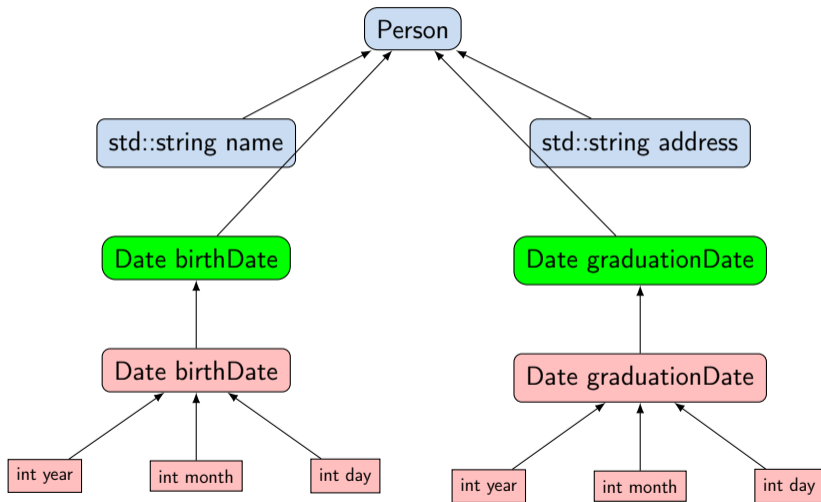 Person
std::string name
std::string address
Date birthDate
Date graduationDate
Date birthDate
Date graduationDate
int year
int month
int day
int year
int month
int day